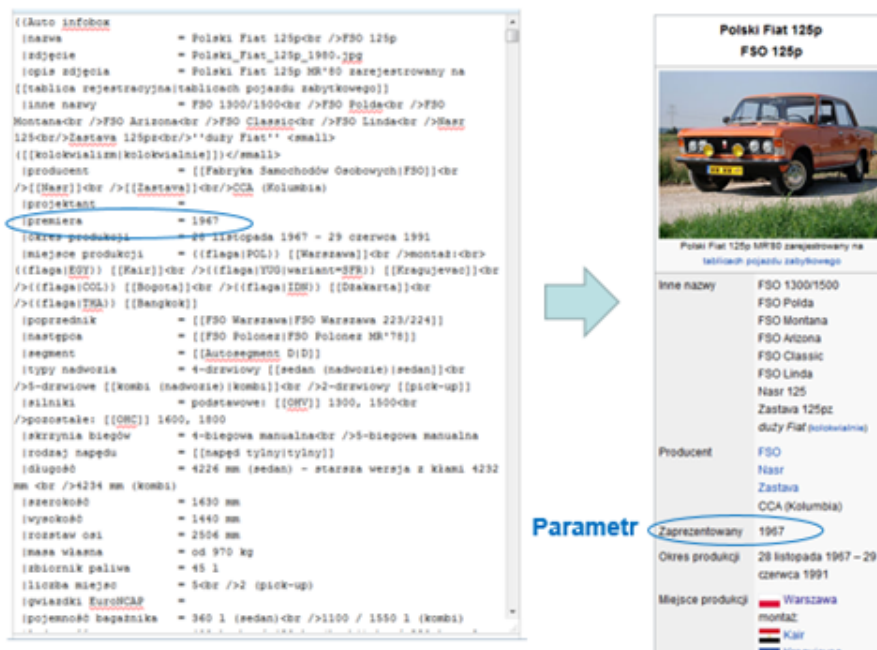 ((Auto infobox
|nazwa = Polski Fiat 125p<br />FSO 125p
|zdjęcie = Polski_Fiat_125p_1980.jpg
|opis zdjęcia = Polski Fiat 125p MR'80 zarejestrowany na
[[tablica rejestracyjna|tablicach pojazdu zabytkowego]]
|inne nazwy = FSO 1300/1500<br />FSO Polda<br />FSO
Montana<br />FSO Arizona<br />FSO Classic<br />FSO Linda<br />Nasr
125<br/>Zastava 125pz<br/>''duży Fiat'' <small>
([[kolokwializm|kolokwialnie]])</small>
|producent = [[Fabryka Samochodów Osobowych|FSO]]<br
/>[[Nasr]]<br />[[Zastava]]<br/>CCA (Kolumbia)
|projektant =
|premiera = 1967
|okres produkcji = 28 listopada 1967 – 29 czerwca 1991
|miejsce produkcji = ((flaga|POL)) [[Warszawa]]<br />montaż:<br>
((flaga|EGY)) [[Kair]]<br />((flaga|YUG|wariant=SFR)) [[Kragujevac]]<br
/>((flaga|COL)) [[Bogota]]<br />((flaga|IDN)) [[Dżakarta]]<br
/>((flaga|THA)) [[Bangkok]]
|poprzednik = [[FSO Warszawa|FSO Warszawa 223/224]]
|następca = [[FSO Polonez|FSO Polonez MR'78]]
|segment = [[Autosegment D|D]]
|typy nadwozia = 4-drzwiowy [[sedan (nadwozie)|sedan]]<br
/>5-drzwiowe [[kombi (nadwozie)|kombi]]<br />2-drzwiowy [[pick-up]]
|silniki = podstawowe: [[OHV]] 1300, 1500<br
/>pozostałe: [[OHC]] 1600, 1800
|skrzynia biegów = 4-biegowa manualna<br />5-biegowa manualna
|rodzaj napędu = [[napęd tylny|tylny]]
|długość = 4226 mm (sedan) – starsza wersja z kłami 4232
mm <br />4234 mm (kombi)
|szerokość = 1630 mm
|wysokość = 1440 mm
|rozstaw osi = 2506 mm
|masa własna = od 970 kg
|zbiornik paliwa = 45 l
|liczba miejsc = 5<br />2 (pick-up)
|gwiazdki EuroNCAP =
|pojemność bagażnika = 360 l (sedan)<br />1100 / 1550 l (kombi)
Parametr
Polski Fiat 125p
FSO 125p
Polski Fiat 125p MR'80 zarejestrowany na
tablicach pojazdu zabytkowego
Inne nazwy FSO 1300/1500
FSO Polda
FSO Montana
FSO Arizona
FSO Classic
FSO Linda
Nasr 125
Zastava 125pz
duży Fiat (kolokwialnie)
Producent FSO
Nasr
Zastava
CCA (Kolumbia)
Zaprezentowany 1967
Okres produkcji 28 listopada 1967 – 29
czerwca 1991
Miejsce produkcji Warszawa
montaż:
Kair